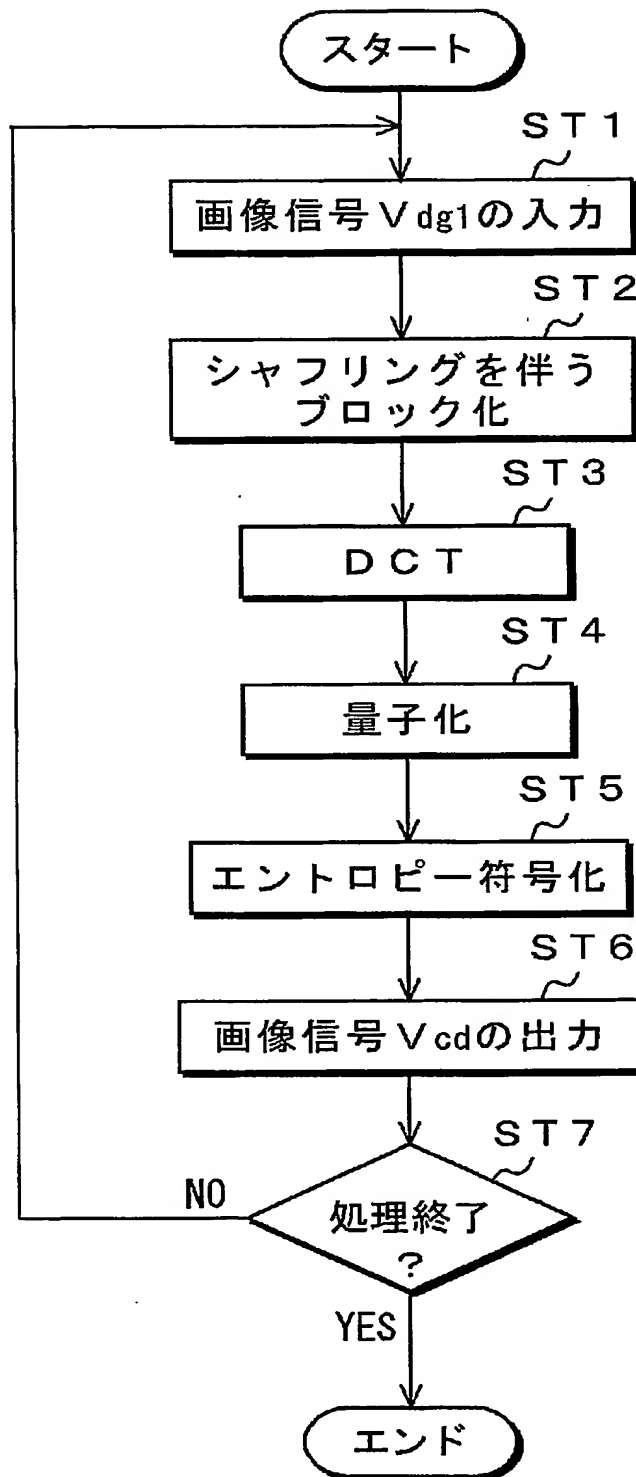 スタート
ST1
画像信号Vdg1の入力
ST2
シャフリングを伴う
ブロック化
ST3
DCT
ST4
量子化
ST5
エントロピー符号化
ST6
画像信号Vcdの出力
ST7
処理終了
?
NO
YES
エンド